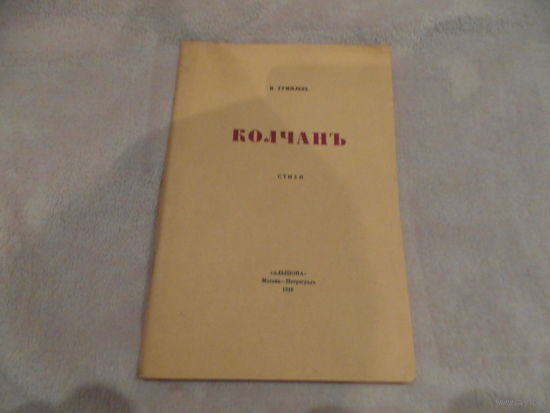 Н. ГУМИЛЕВЪ
КОЛЧАНЪ
СТИХИ
«АЛЬЦІОНА»
Москва—Петроградъ
1916